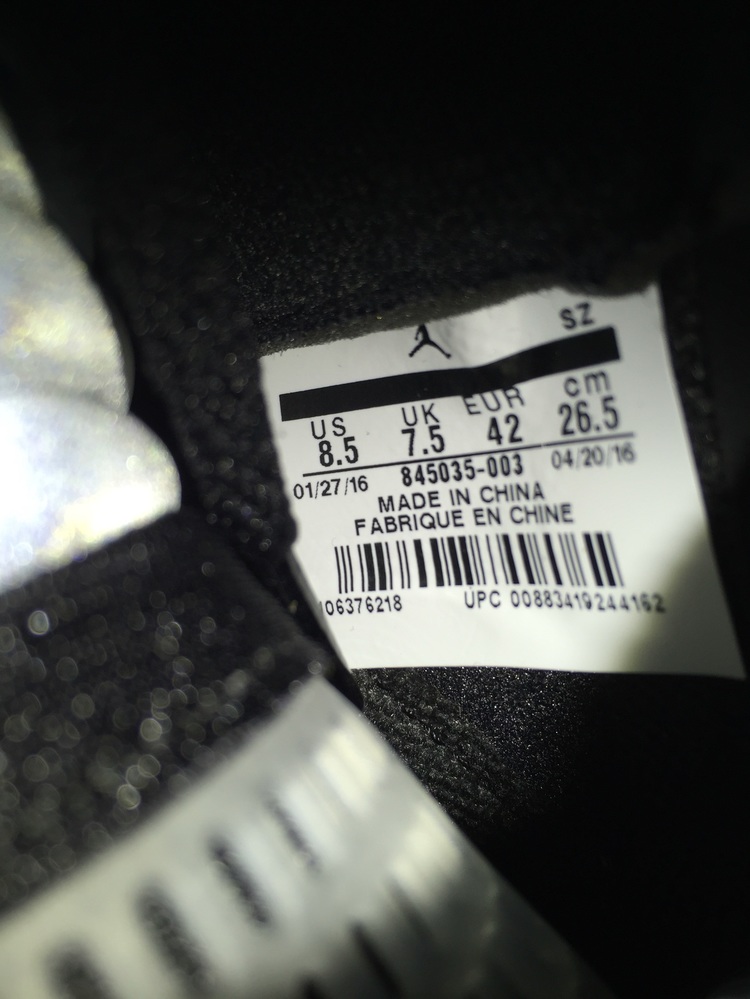 SZ
US UK EUR cm
8.5 7.5 42 26.5
01/27/16 845035-003 04/20/16
MADE IN CHINA
FABRIQUE EN CHINE
06376218 UPC 00883419244162